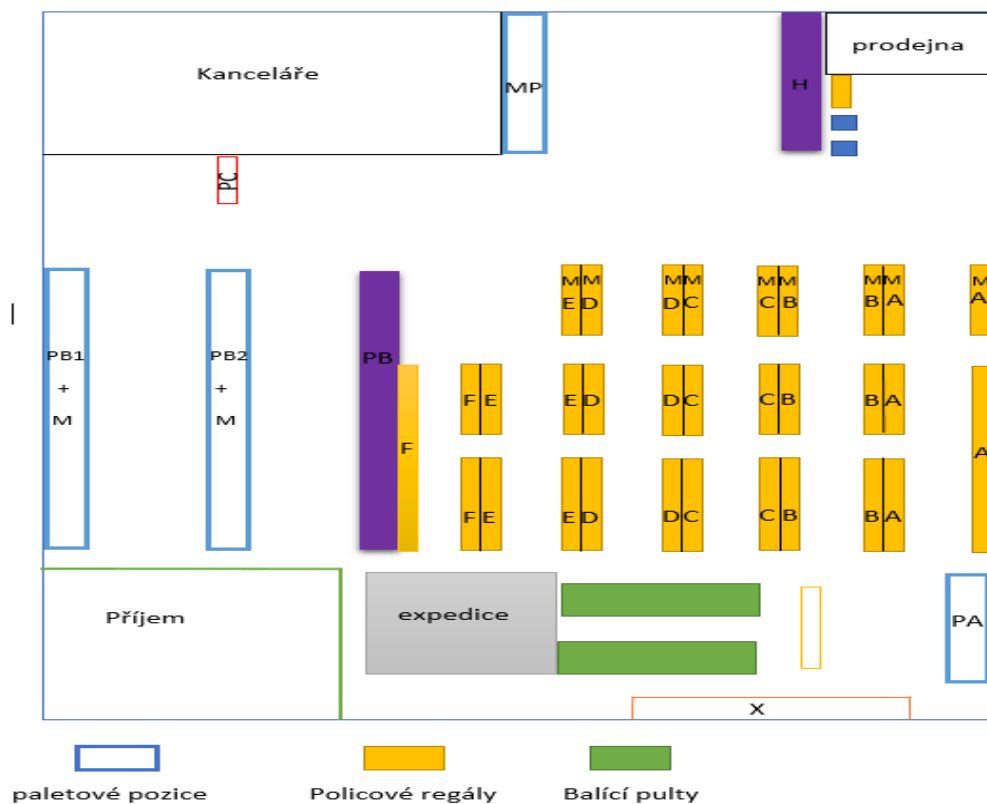 Kanceláře
MP
H
prodejna
PC
MM
ED
MM
DC
MM
CB
MM
BA
M
A
PB1
+
M
PB2
+
M
PB
F
FE
ED
DC
CB
BA
A
FE
ED
DC
CB
BA
Příjem
expedice
PA
X
paletové pozice
Policové regály
Balící pulty